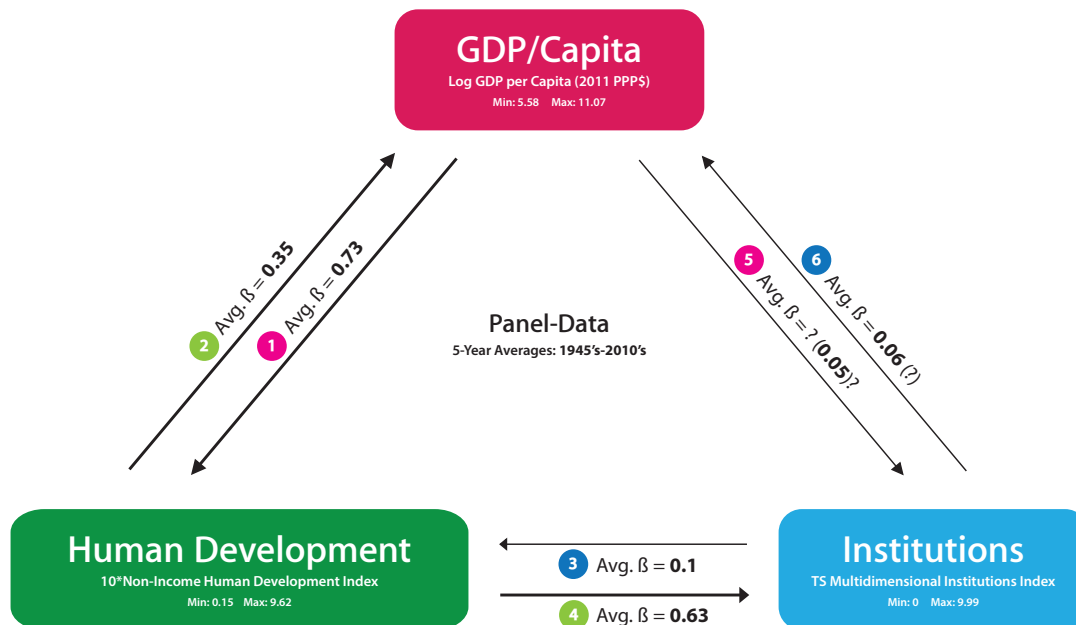 GDP/Capita
Log GDP per Capita (2011 PPP$)
Min: 5.58 Max: 11.07
2 Avg. ß = 0.35
1 Avg. ß = 0.73
5 Avg. ß = ? (0.05)?
6 Avg. ß = 0.06 (?)
Panel-Data
5-Year Averages: 1945's-2010's
Human Development
10*Non-Income Human Development Index
Min: 0.15 Max: 9.62
3 Avg. ß = 0.1
4 Avg. ß = 0.63
Institutions
TS Multidimensional Institutions Index
Min: 0 Max: 9.99